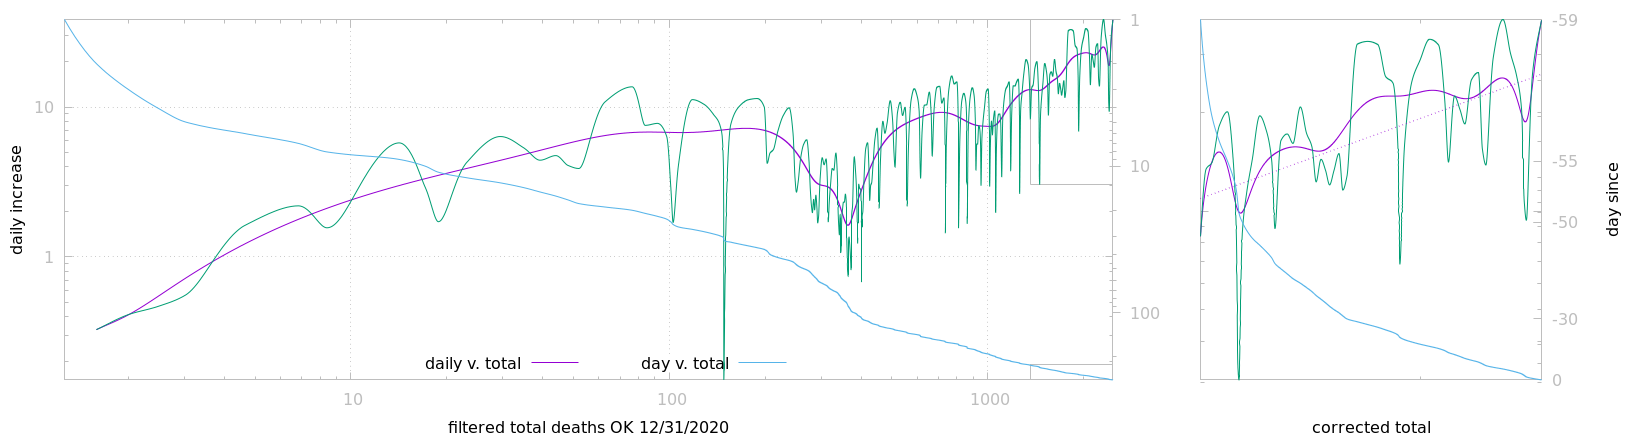 1
-59
10
10
-55
daily increase
-50
day since
1
100
-30
daily v. total
day v. total
0
10
100
1000
filtered total deaths OK 12/31/2020
corrected total